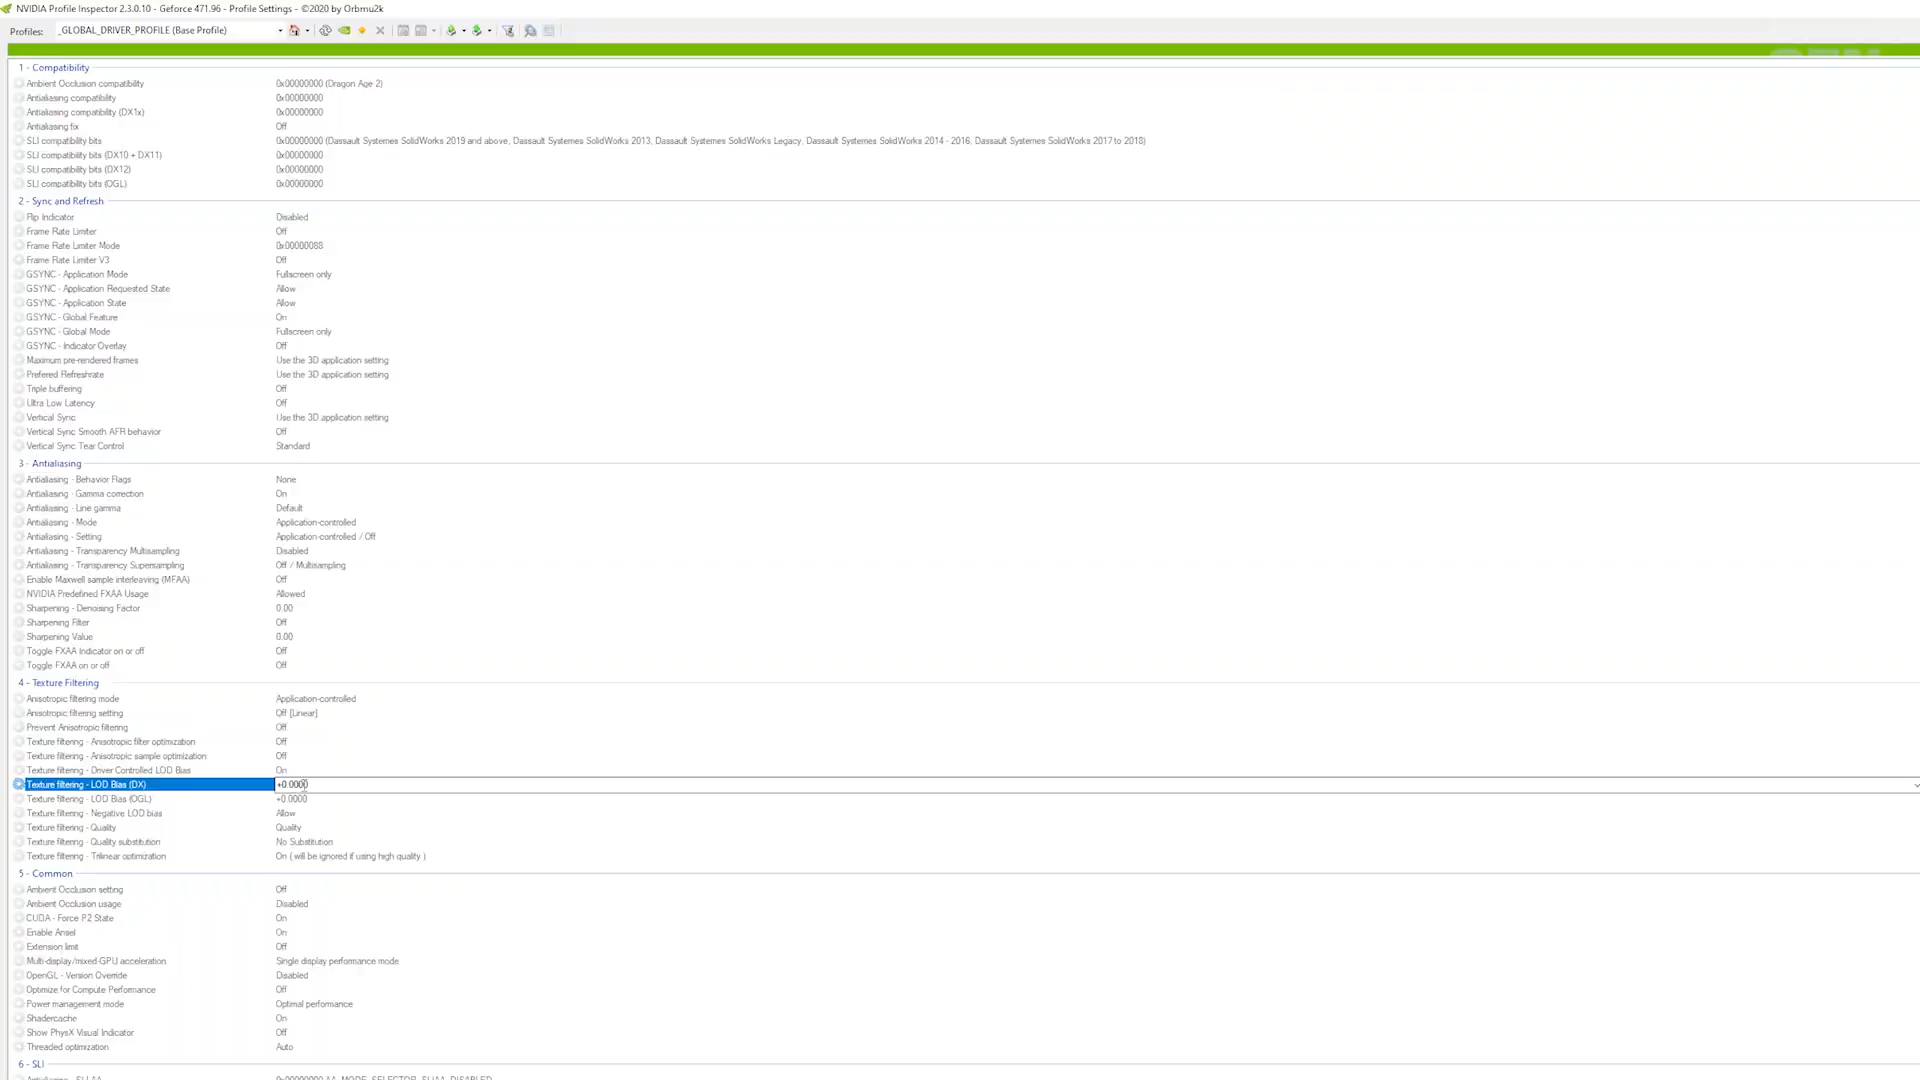 NVIDIA Profile Inspector 2.3.0.10 - Geforce 471.96 - Profile Settings - ©2020 by Orbmu2k
Profiles: _GLOBAL_DRIVER_PROFILE (Base Profile)
1 - Compatibility
Ambient Occlusion compatibility 0x00000000 (Dragon Age 2)
Antialiasing compatibility 0x00000000
Antialiasing compatibility (DX1x) 0x00000000
Antialiasing fix Off
SLI compatibility bits 0x00000000 (Dassault Systemes SolidWorks 2019 and above, Dassault Systemes SolidWorks 2013, Dassault Systemes SolidWorks Legacy, Dassault Systemes SolidWorks 2014 - 2016, Dassault Systemes SolidWorks 2017 to 2018)
SLI compatibility bits (DX10 + DX11) 0x00000000
SLI compatibility bits (DX12) 0x00000000
SLI compatibility bits (OGL) 0x00000000
2 - Sync and Refresh
Flip Indicator Disabled
Frame Rate Limiter Off
Frame Rate Limiter Mode 0x00000088
Frame Rate Limiter V3 Off
GSYNC - Application Mode Fullscreen only
GSYNC - Application Requested State Allow
GSYNC - Application State Allow
GSYNC - Global Feature On
GSYNC - Global Mode Fullscreen only
GSYNC - Indicator Overlay Off
Maximum pre-rendered frames Use the 3D application setting
Prefered Refreshrate Use the 3D application setting
Triple buffering Off
Ultra Low Latency Off
Vertical Sync Use the 3D application setting
Vertical Sync Smooth AFR behavior Off
Vertical Sync Tear Control Standard
3 - Antialiasing
Antialiasing - Behavior Flags None
Antialiasing - Gamma correction On
Antialiasing - Line gamma Default
Antialiasing - Mode Application-controlled
Antialiasing - Setting Application-controlled / Off
Antialiasing - Transparency Multisampling Disabled
Antialiasing - Transparency Supersampling Off / Multisampling
Enable Maxwell sample interleaving (MFAA) Off
NVIDIA Predefined FXAA Usage Allowed
Sharpening - Denoising Factor 0.00
Sharpening Filter Off
Sharpening Value 0.00
Toggle FXAA Indicator on or off Off
Toggle FXAA on or off Off
4 - Texture Filtering
Anisotropic filtering mode Application-controlled
Anisotropic filtering setting Off [Linear]
Prevent Anisotropic filtering Off
Texture filtering - Anisotropic filter optimization Off
Texture filtering - Anisotropic sample optimization Off
Texture filtering - Driver Controlled LOD Bias On
Texture filtering - LOD Bias (DX) +0.0000
Texture filtering - LOD Bias (OGL) +0.0000
Texture filtering - Negative LOD bias Allow
Texture filtering - Quality Quality
Texture filtering - Quality substitution No Substitution
Texture filtering - Trilinear optimization On ( will be ignored if using high quality )
5 - Common
Ambient Occlusion setting Off
Ambient Occlusion usage Disabled
CUDA - Force P2 State On
Enable Ansel On
Extension limit Off
Multi-display/mixed-GPU acceleration Single display performance mode
OpenGL - Version Override Disabled
Optimize for Compute Performance Off
Power management mode Optimal performance
Shadercache On
Show PhysX Visual Indicator Off
Threaded optimization Auto
6 - SLI
Antialiasing - SLI AA 0x00000000 AA_MODE_SELECTOR_SLIAA_DISABLED